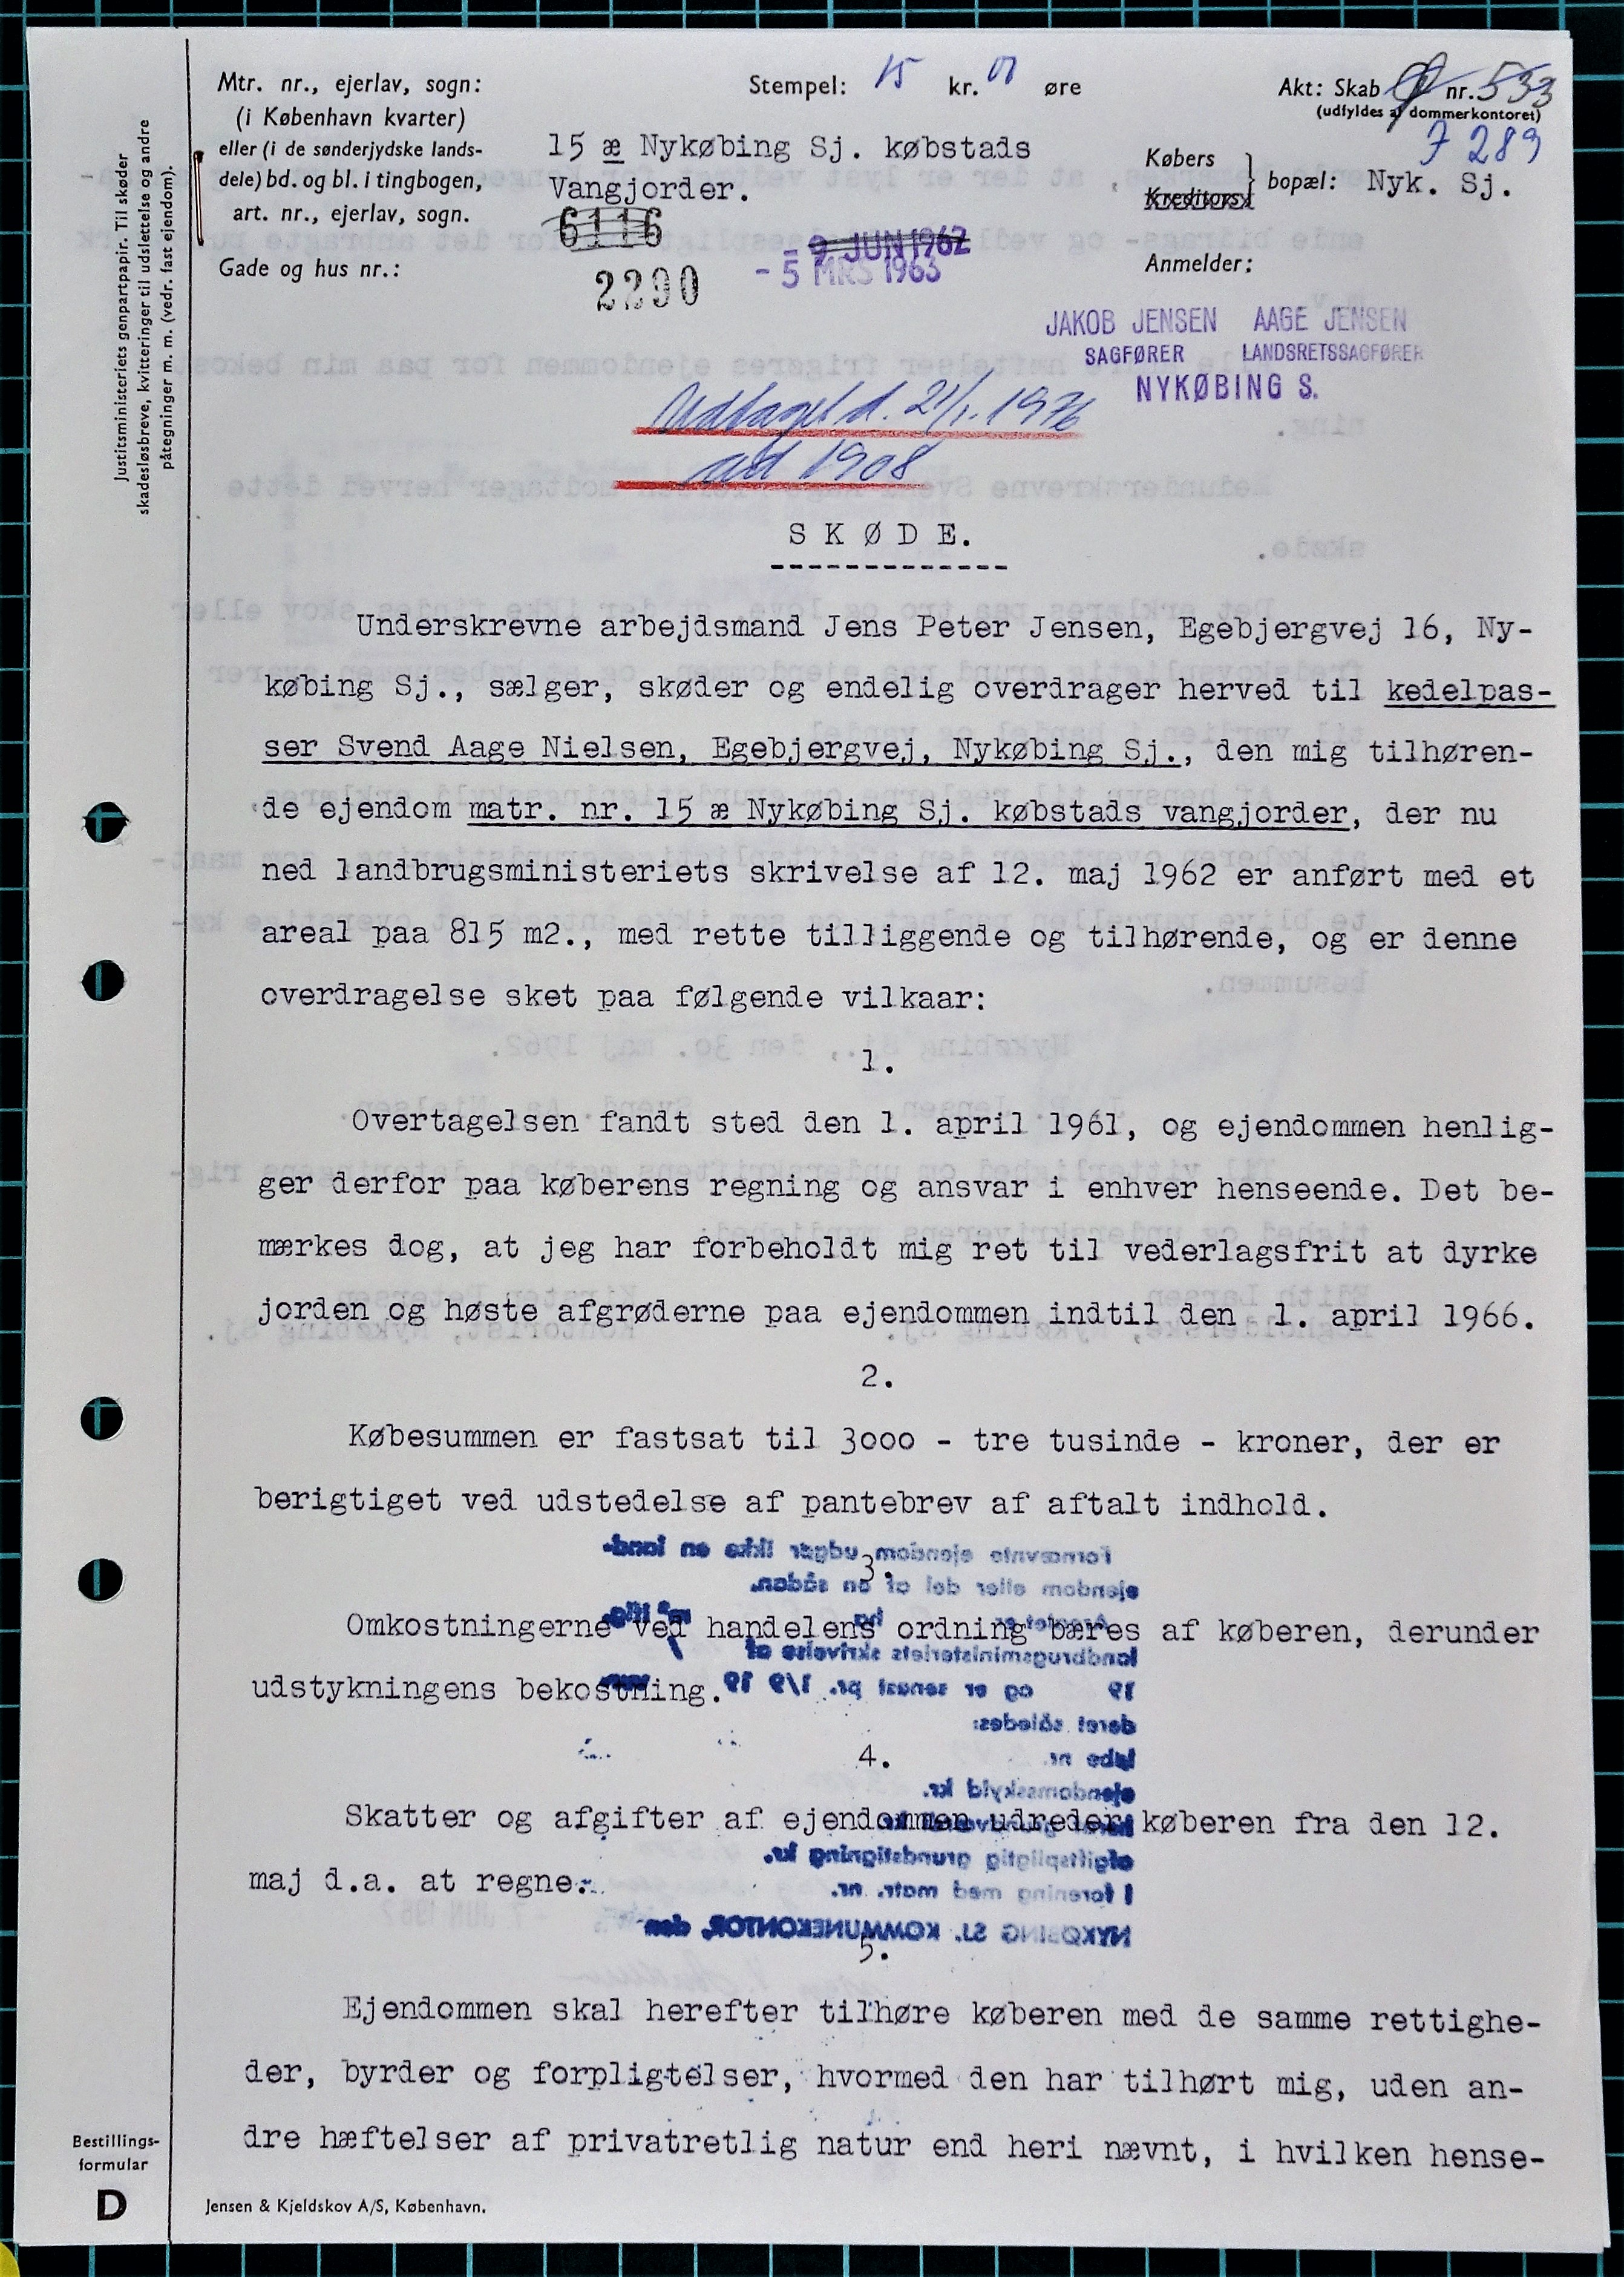 Justitsministeriets genpartpapir. Til skøder
skadesløsbreve, kvitteringer til udslettelse og andre
påtegninger m. m. (vedr. fast ejendom).
Mtr. nr., ejerlav, sogn:
(i København kvarter)
eller (i de sønderjydske lands-
dele) bd. og bl. i tingbogen,
art. nr., ejerlav, sogn.
Gade og hus nr.:
Stempel: 15 kr. 00 øre
15 æ Nykøbing Sj. købstads
Vangjorder.
6116
2290
- 9 JUN 1962
- 5 MRS 1963
Akt: Skab nr. 533
(udfyldes af dommerkontoret)
7 289
Købers
Kreditors
bopæl: Nyk. Sj.
Anmelder:
JAKOB JENSEN AAGE JENSEN
SAGFØRER LANDSRETSSAGFØRER
NYKØBING S.
Udtaget d. 21/1. 1976
ad 1908
SKØDE.
Underskrevne arbejdsmand Jens Peter Jensen, Egebjergvej 16, Ny-
købing Sj., sælger, skøder og endelig overdrager herved til kedelpas-
ser Svend Aage Nielsen, Egebjergvej, Nykøbing Sj., den mig tilhøren-
de ejendom matr. nr. 15 æ Nykøbing Sj. købstads vangjorder, der nu
ned landbrugsministeriets skrivelse af 12. maj 1962 er anført med et
areal paa 815 m2., med rette tilliggende og tilhørende, og er denne
overdragelse sket paa følgende vilkaar:
1.
Overtagelsen fandt sted den 1. april 1961, og ejendommen henlig-
ger derfor paa køberens regning og ansvar i enhver henseende. Det be-
mærkes dog, at jeg har forbeholdt mig ret til vederlagsfrit at dyrke
jorden og høste afgrøderne paa ejendommen indtil den 1. april 1966.
2.
Købesummen er fastsat til 3000 - tre tusinde - kroner, der er
berigtiget ved udstedelse af pantebrev af aftalt indhold.
3.
Omkostningerne ved handelens ordning bæres af køberen, derunder
udstykningens bekostning.
4.
Skatter og afgifter af ejendommen udreder køberen fra den 12.
maj d.a. at regne.
5.
Ejendommen skal herefter tilhøre køberen med de samme rettighe-
der, byrder og forpligtelser, hvormed den har tilhørt mig, uden an-
dre hæftelser af privatretlig natur end heri nævnt, i hvilken hense-
Bestillings-
formular
D
Jensen & Kjeldskov A/S, København.